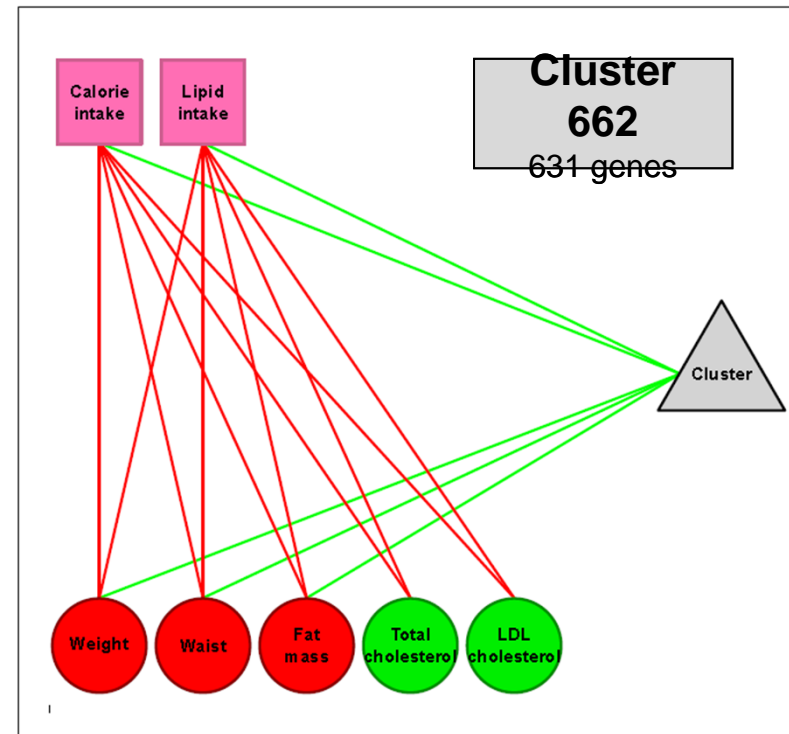 Calorie
intake
Lipid
intake
Cluster
662
631 genes
Cluster
Weight
Waist
Fat
mass
Total
cholesterol
LDL
cholesterol